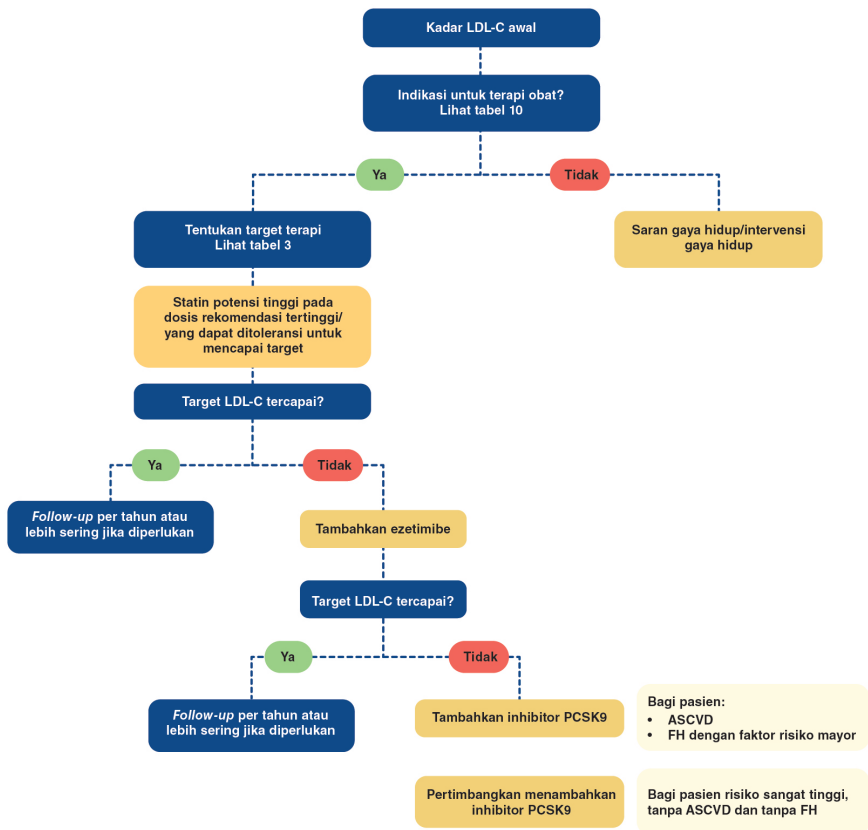 Kadar LDL-C awal
Indikasi untuk terapi obat?
Lihat tabel 10
Ya
Tidak
Tentukan target terapi
Lihat tabel 3
Saran gaya hidup/intervensi
gaya hidup
Statin potensi tinggi pada
dosis rekomendasi tertinggi/
yang dapat ditoleransi untuk
mencapai target
Target LDL-C tercapai?
Ya
Tidak
Follow-up per tahun atau
lebih sering jika diperlukan
Tambahkan ezetimibe
Target LDL-C tercapai?
Ya
Tidak
Follow-up per tahun atau
lebih sering jika diperlukan
Tambahkan inhibitor PCSK9
Bagi pasien:
• ASCVD
• FH dengan faktor risiko mayor
Pertimbangkan menambahkan
inhibitor PCSK9
Bagi pasien risiko sangat tinggi,
tanpa ASCVD dan tanpa FH